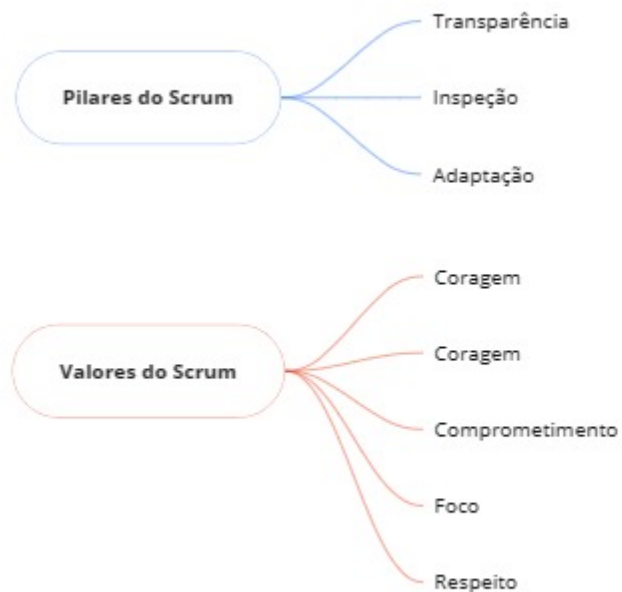 Pilares do Scrum
Transparência
Inspeção
Adaptação
Valores do Scrum
Coragem
Coragem
Comprometimento
Foco
Respeito